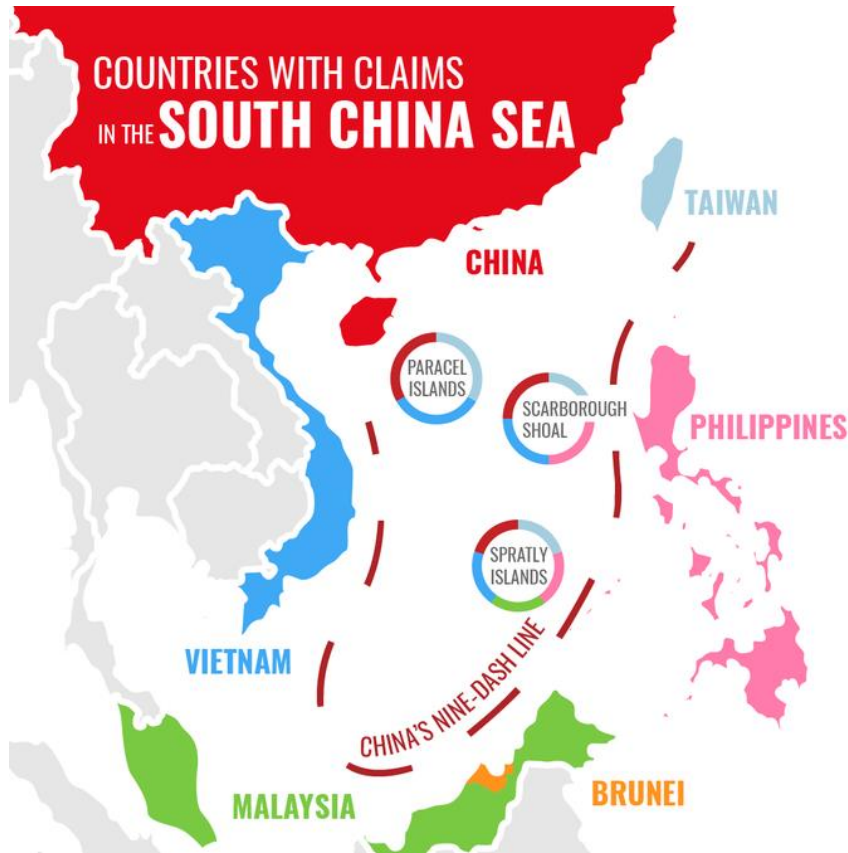 COUNTRIES WITH CLAIMS
IN THE SOUTH CHINA SEA
TAIWAN
CHINA
PARACEL
ISLANDS
SCARBOROUGH
SHOAL
PHILIPPINES
SPRATLY
ISLANDS
VIETNAM
CHINA'S NINE-DASH LINE
BRUNEI
MALAYSIA